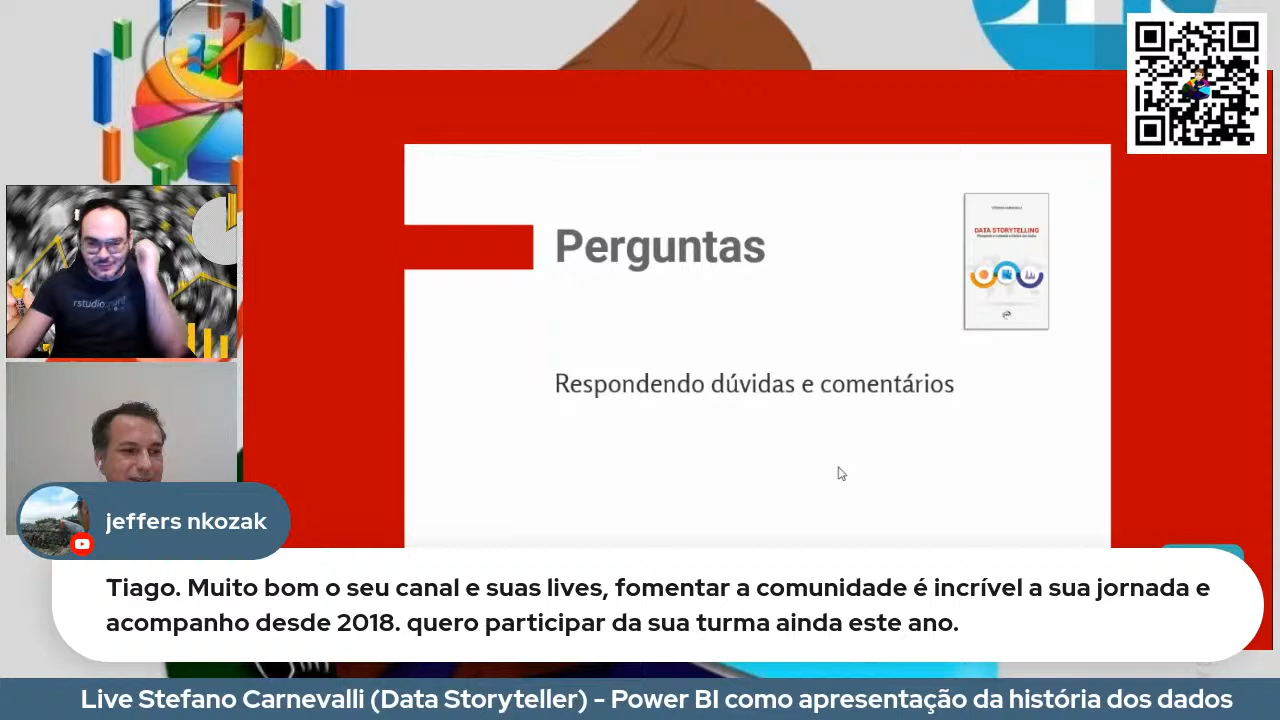 Perguntas
DATA STORYTELLING
Respondendo dúvidas e comentários
jeffers nkozak
Tiago. Muito bom o seu canal e suas lives, fomentar a comunidade é incrível a sua jornada e
acompanho desde 2018. quero participar da sua turma ainda este ano.
Live Stefano Carnevalli (Data Storyteller) - Power BI como apresentação da história dos dados